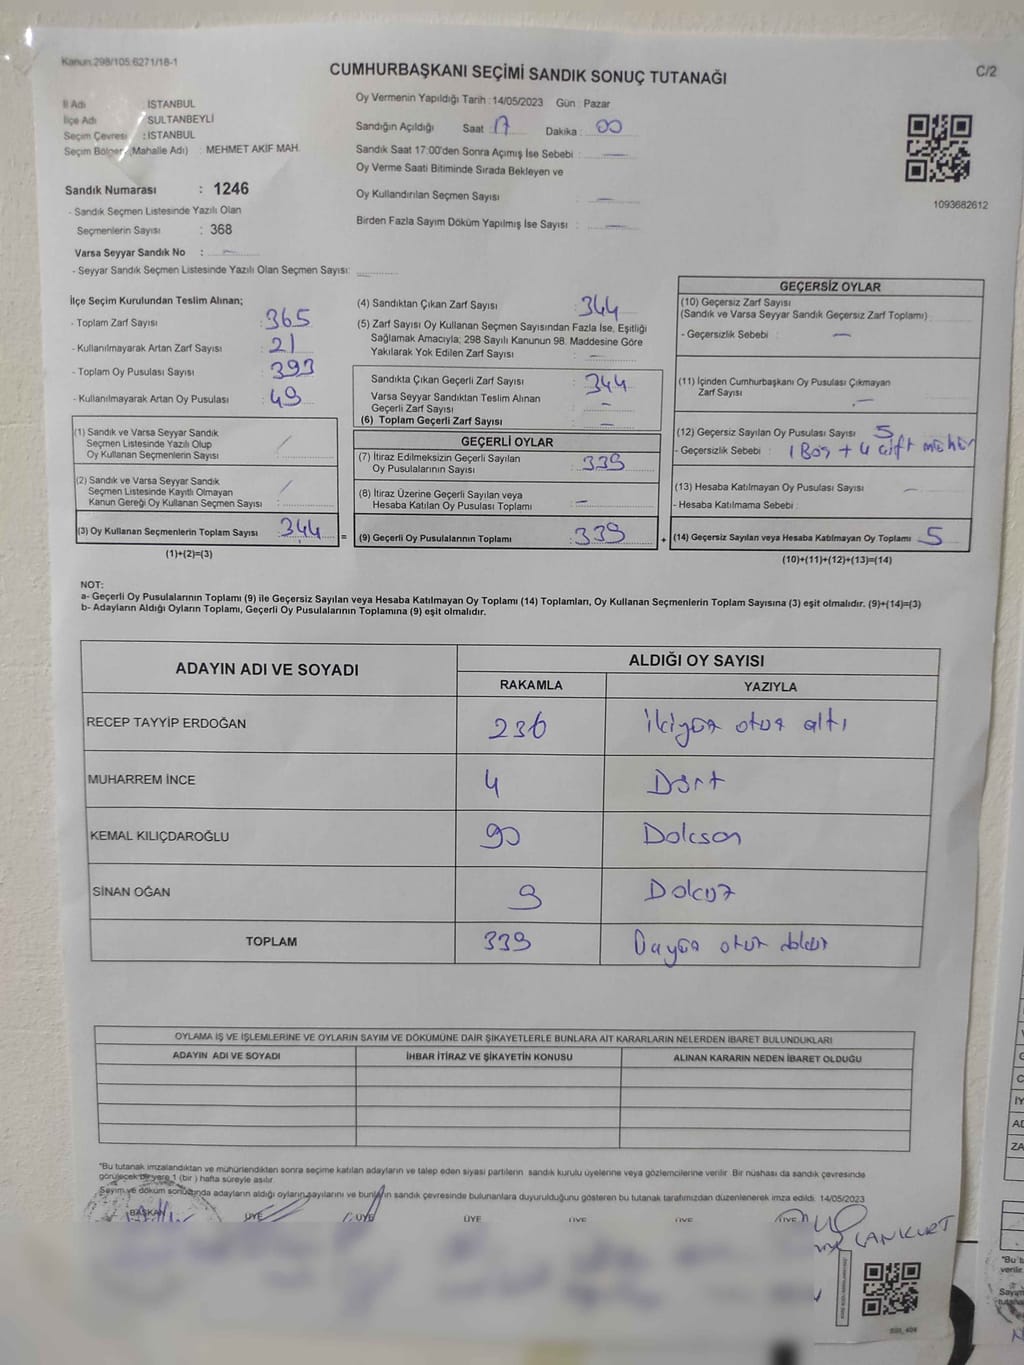 Kanun:298/105.6271/18-1
CUMHURBAŞKANI SEÇİMİ SANDIK SONUÇ TUTANAĞI
C/2
İl Adı : İSTANBUL
İlçe Adı : SULTANBEYLİ
Seçim Çevresi : İSTANBUL
Seçim Bölgesi (Mahalle Adı) : MEHMET AKİF MAH.
Sandık Numarası : 1246
- Sandık Seçmen Listesinde Yazılı Olan
Seçmenlerin Sayısı : 368
Varsa Seyyar Sandık No : —
- Seyyar Sandık Seçmen Listesinde Yazılı Olan Seçmen Sayısı:
Oy Vermenin Yapıldığı Tarih :14/05/2023 Gün : Pazar
Sandığın Açıldığı Saat : 17 Dakika : 00
Sandık Saat 17:00'den Sonra Açımış İse Sebebi : —
Oy Verme Saati Bitiminde Sırada Bekleyen ve
Oy Kullandırılan Seçmen Sayısı : —
Birden Fazla Sayım Döküm Yapılmış İse Sayısı : —
1093682612
İlçe Seçim Kurulundan Teslim Alınan;
- Toplam Zarf Sayısı : 365
- Kullanılmayarak Artan Zarf Sayısı : 21
- Toplam Oy Pusulası Sayısı : 393
- Kullanılmayarak Artan Oy Pusulası : 49
(1) Sandık ve Varsa Seyyar Sandık
Seçmen Listesinde Yazılı Olup
Oy Kullanan Seçmenlerin Sayısı : /
(2) Sandık ve Varsa Seyyar Sandık
Seçmen Listesinde Kayıtlı Olmayan
Kanun Gereği Oy Kullanan Seçmen Sayısı : /
(3) Oy Kullanan Seçmenlerin Toplam Sayısı : 344 =
(1)+(2)=(3)
(4) Sandıktan Çıkan Zarf Sayısı : 344
(5) Zarf Sayısı Oy Kullanan Seçmen Sayısından Fazla İse, Eşitliği
Sağlamak Amacıyla; 298 Sayılı Kanunun 98. Maddesine Göre
Yakılarak Yok Edilen Zarf Sayısı : —
Sandıkta Çıkan Geçerli Zarf Sayısı : 344
Varsa Seyyar Sandıktan Teslim Alınan
Geçerli Zarf Sayısı : —
(6) Toplam Geçerli Zarf Sayısı : —
GEÇERLİ OYLAR
(7) İtiraz Edilmeksizin Geçerli Sayılan
Oy Pusulalarının Sayısı : 339
(8) İtiraz Üzerine Geçerli Sayılan veya
Hesaba Katılan Oy Pusulası Toplamı : —
(9) Geçerli Oy Pusulalarının Toplamı : 339 +
GEÇERSİZ OYLAR
(10) Geçersiz Zarf Sayısı
(Sandık ve Varsa Seyyar Sandık Geçersiz Zarf Toplamı)
- Geçersizlik Sebebi : —
(11) İçinden Cumhurbaşkanı Oy Pusulası Çıkmayan
Zarf Sayısı : —
(12) Geçersiz Sayılan Oy Pusulası Sayısı : 5
- Geçersizlik Sebebi : 1 Boş + 4 çift mühür
(13) Hesaba Katılmayan Oy Pusulası Sayısı : —
- Hesaba Katılmama Sebebi :
(14) Geçersiz Sayılan veya Hesaba Katılmayan Oy Toplamı : 5
(10)+(11)+(12)+(13)=(14)
NOT:
a- Geçerli Oy Pusulalarının Toplamı (9) ile Geçersiz Sayılan veya Hesaba Katılmayan Oy Toplamı (14) Toplamları, Oy Kullanan Seçmenlerin Toplam Sayısına (3) eşit olmalıdır. (9)+(14)=(3)
b- Adayların Aldığı Oyların Toplamı, Geçerli Oy Pusulalarının Toplamına (9) eşit olmalıdır.
ADAYIN ADI VE SOYADI
ALDIĞI OY SAYISI
RAKAMLA YAZIYLA
RECEP TAYYİP ERDOĞAN 236 İkiyüz otuz altı
MUHARREM İNCE 4 Dört
KEMAL KILIÇDAROĞLU 90 Doksan
SİNAN OĞAN 9 Dokuz
TOPLAM 339 Üçyüz otuz dokuz
OYLAMA İŞ VE İŞLEMLERİNE VE OYLARIN SAYIM VE DÖKÜMÜNE DAİR ŞİKAYETLERLE BUNLARA AİT KARARLARIN NELERDEN İBARET BULUNDUKLARI
ADAYIN ADI VE SOYADI İHBAR İTİRAZ VE ŞİKAYETİN KONUSU ALINAN KARARIN NEDEN İBARET OLDUĞU
"Bu tutanak imzalandıktan ve mühürlendikten sonra seçime katılan adayların ve talep eden siyasi partilerin sandık kurulu üyelerine veya gözlemcilerine verilir. Bir nüshası da sandık çevresinde
görülecek bir yere 1 (bir) hafta süreyle asılır.
Sayım ve döküm sonucunda adayların aldığı oyların sayılarını ve bunların sandık çevresinde bulunanlara duyurulduğunu gösteren bu tutanak tarafımızdan düzenlenerek imza edildi. 14/05/2023
BAŞKAN ÜYE ÜYE ÜYE ÜYE ÜYE ÜYE
CANKURT